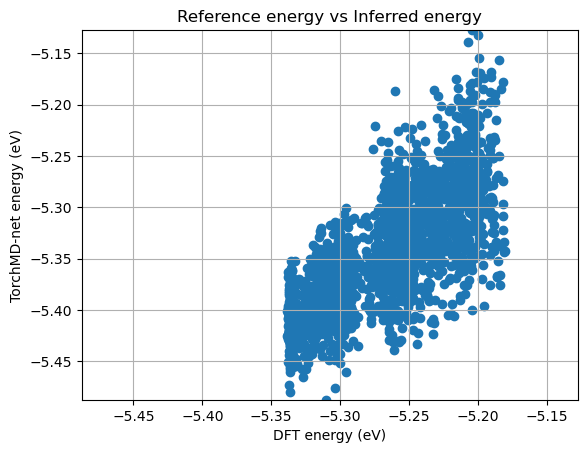 Reference energy vs Inferred energy
TorchMD-net energy (eV)
−5.15
−5.20
−5.25
−5.30
−5.35
−5.40
−5.45
−5.45 −5.40 −5.35 −5.30 −5.25 −5.20 −5.15
DFT energy (eV)